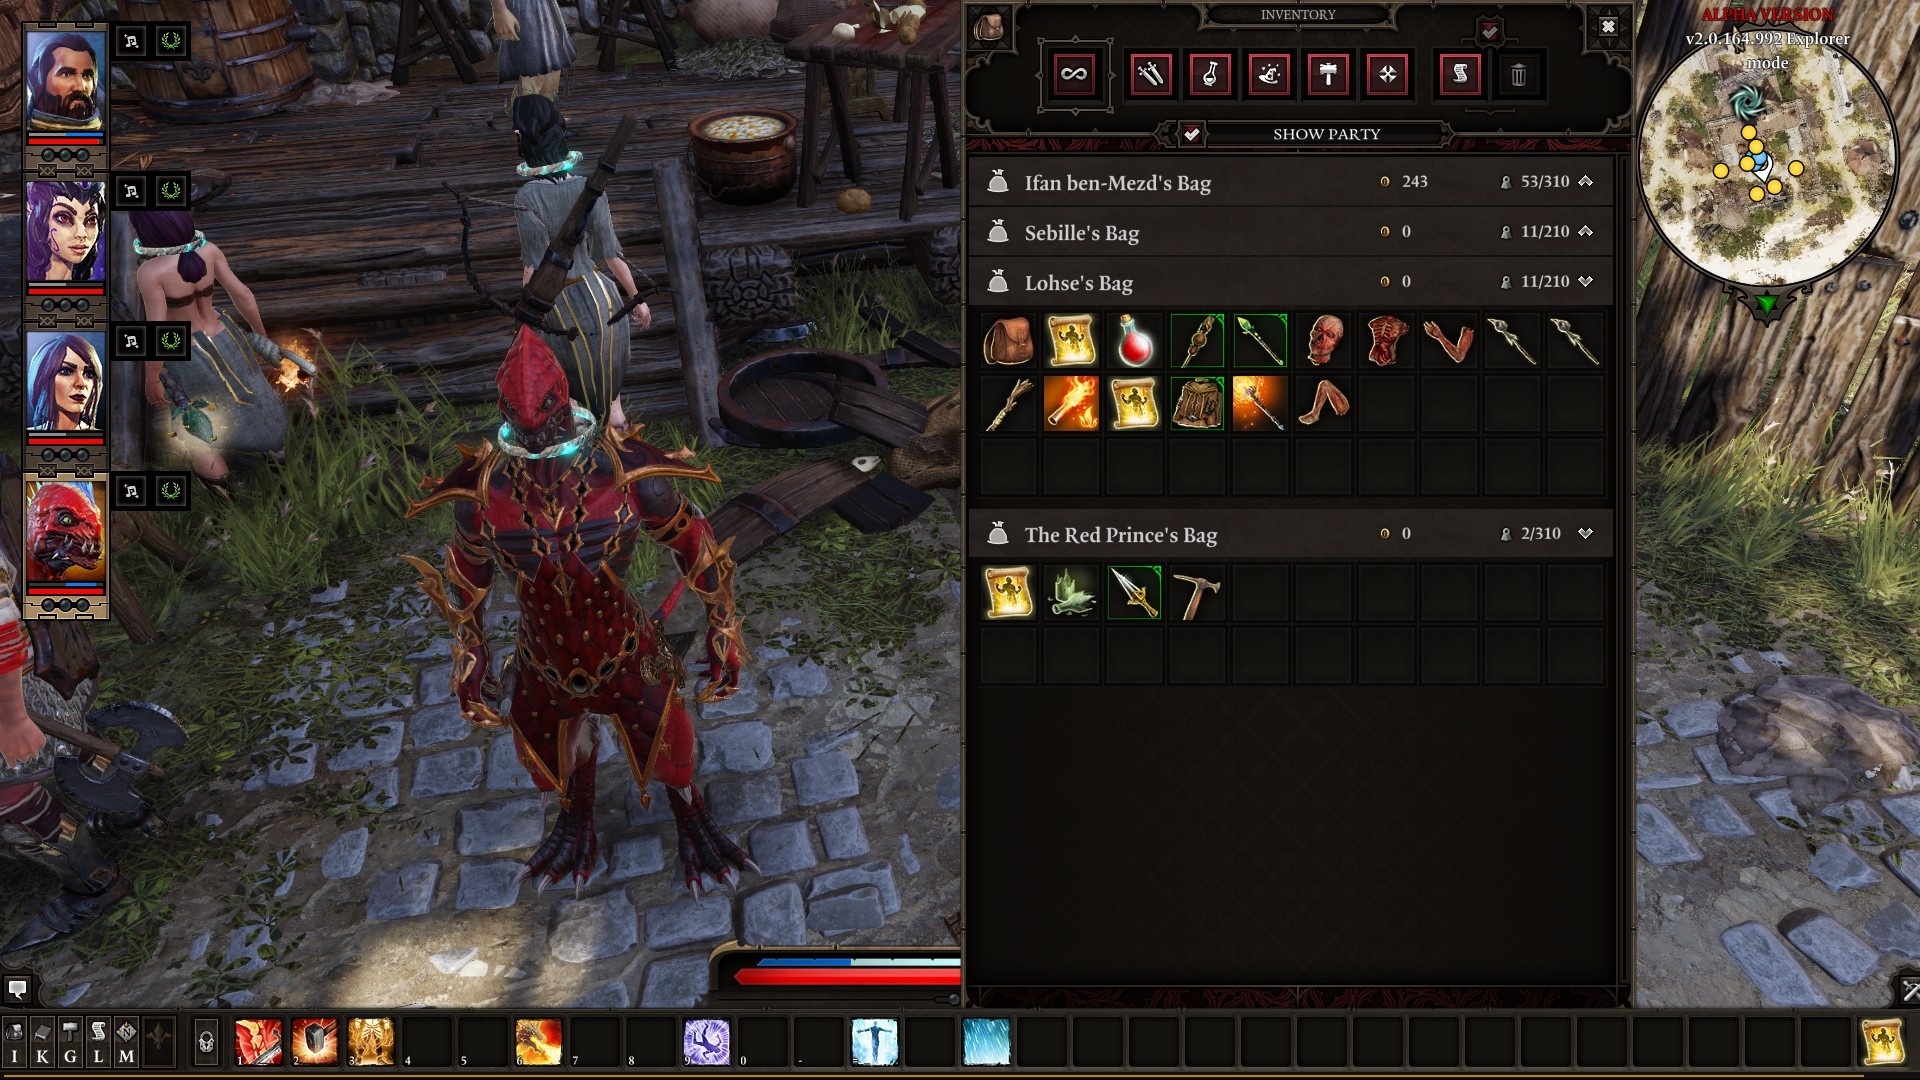 INVENTORY
ALPHA VERSION
v2.0.164.992 Explorer
mode
SHOW PARTY
Ifan ben-Mezd's Bag 243 53/310
Sebille's Bag 0 11/210
Lohse's Bag 0 11/210
The Red Prince's Bag 0 2/310
I K G L M 1 2 3 4 5 6 7 8 9 0 - =